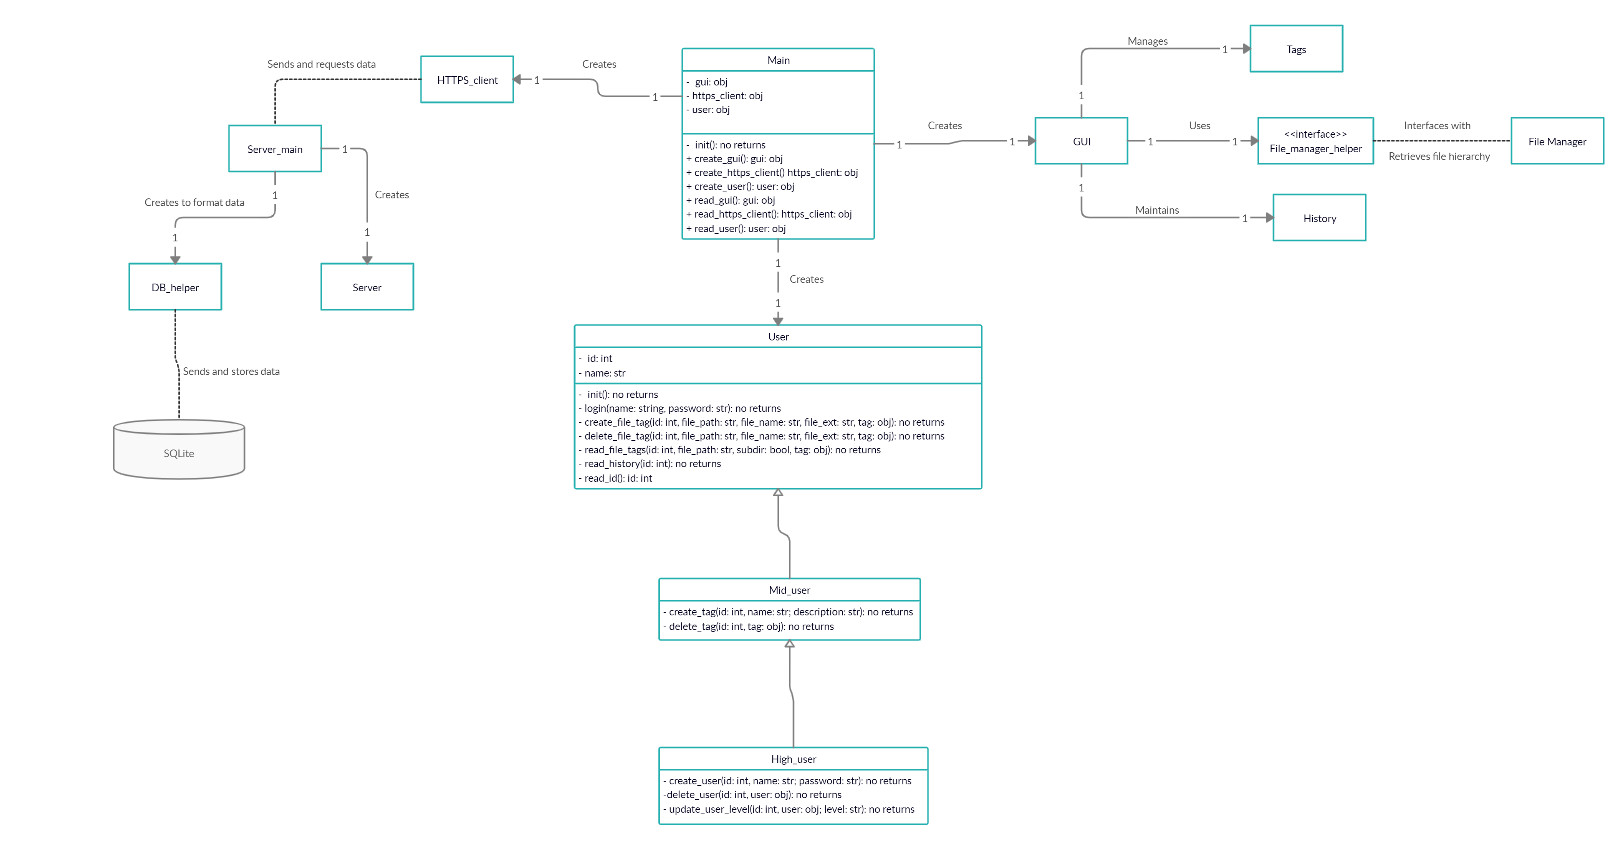 Sends and requests data
HTTPS_client
1
Creates
1
Server_main
1
1
Creates
1
Creates to format data
1
DB_helper
Server
Sends and stores data
SQLite
Main
-  gui: obj
- https_client: obj
- user: obj
-  init(): no returns
+ create_gui(): gui: obj
+ create_https_client() https_client: obj
+ create_user(): user: obj
+ read_gui(): gui: obj
+ read_https_client(): https_client: obj
+ read_user(): user: obj
1
Creates
1
GUI
1
Manages
1
Tags
1
Uses
1
<<interface>>
File_manager_helper
Interfaces with
Retrieves file hierarchy
File Manager
1
Maintains
1
History
1
Creates
1
User
-  id: int
- name: str
-  init(): no returns
- login(name: string, password: str): no returns
- create_file_tag(id: int, file_path: str, file_name: str, file_ext: str, tag: obj): no returns
- delete_file_tag(id: int, file_path: str, file_name: str, file_ext: str, tag: obj): no returns
- read_file_tags(id: int, file_path: str, subdir: bool, tag: obj): no returns
- read_history(id: int): no returns
- read_id(): id: int
Mid_user
- create_tag(id: int, name: str; description: str): no returns
- delete_tag(id: int, tag: obj): no returns
High_user
- create_user(id: int, name: str; password: str): no returns
-delete_user(id: int, user: obj): no returns
- update_user_level(id: int, user: obj; level: str): no returns